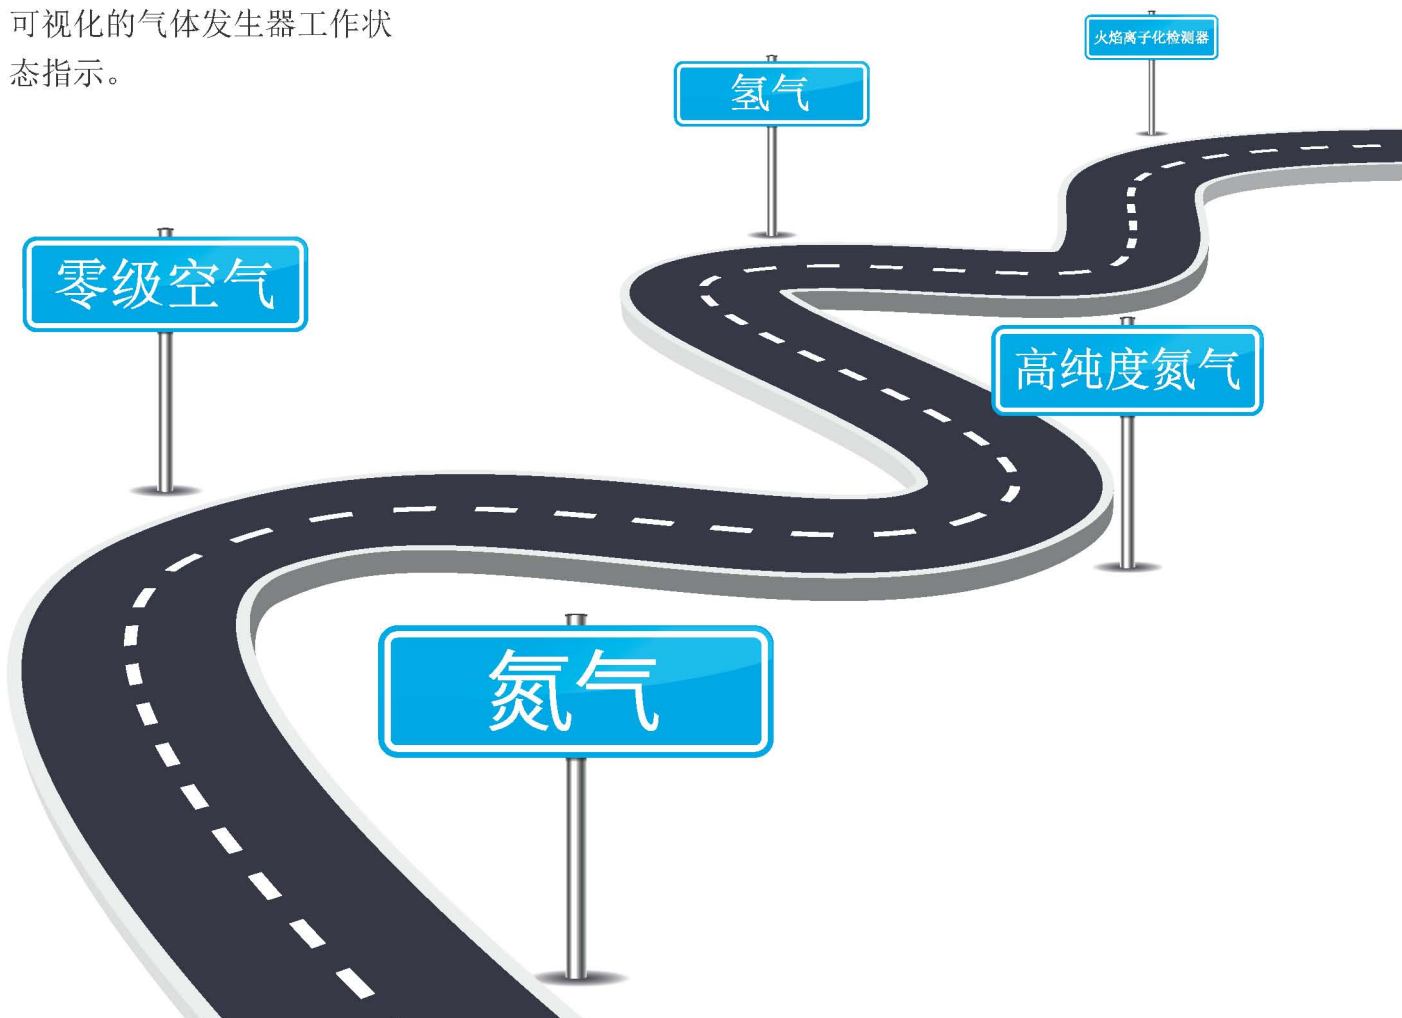 可视化的气体发生器工作状
态指示。
火焰离子化检测器
氢气
零级空气
高纯度氮气
氮气